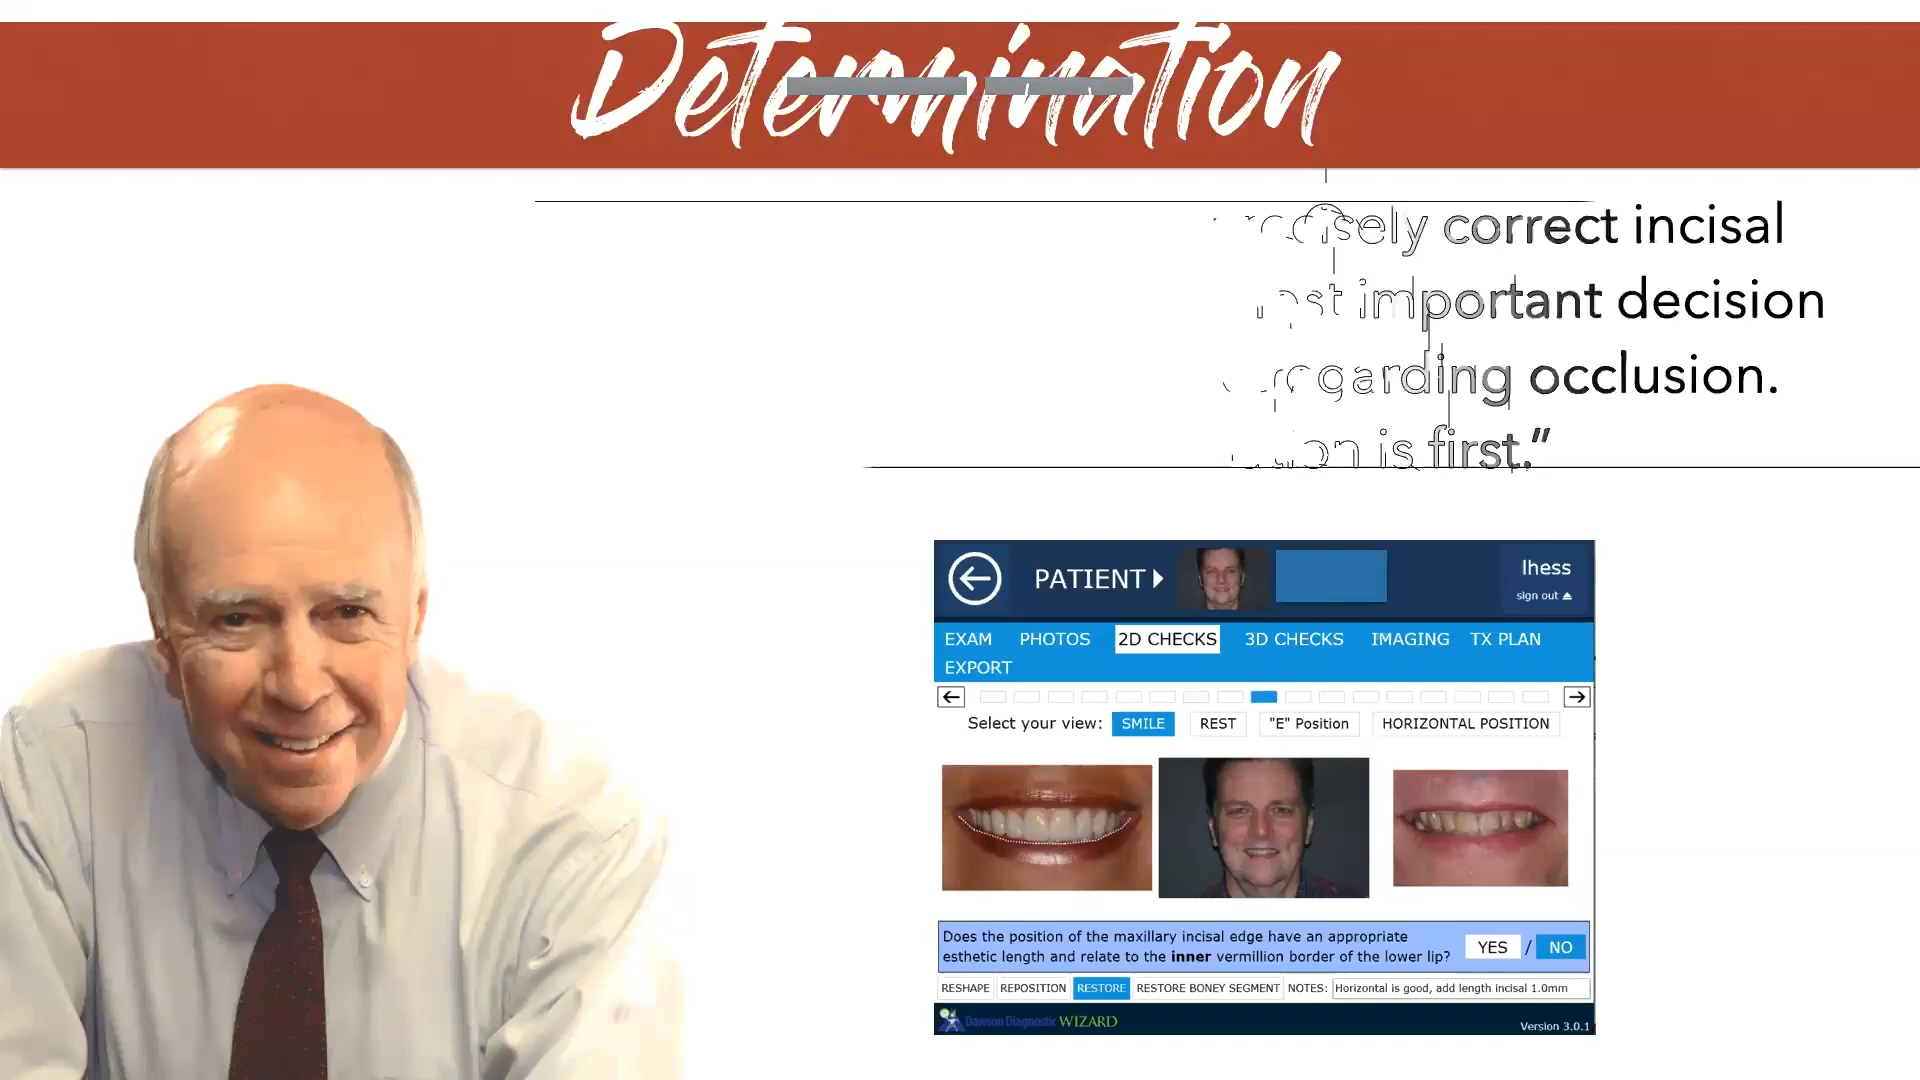 Determination
correct incisal
important decision
regarding occlusion.
is first.”
PATIENT
lhess
sign out
EXAM PHOTOS 2D CHECKS 3D CHECKS IMAGING TX PLAN
EXPORT
Select your view: SMILE REST "E" Position HORIZONTAL POSITION
Does the position of the maxillary incisal edge have an appropriate
esthetic length and relate to the inner vermillion border of the lower lip?
YES / NO
RESHAPE REPOSITION RESTORE RESTORE BONEY SEGMENT NOTES: Horizontal is good, add length incisal 1.0mm
Dawson Diagnostic WIZARD
Version 3.0.1